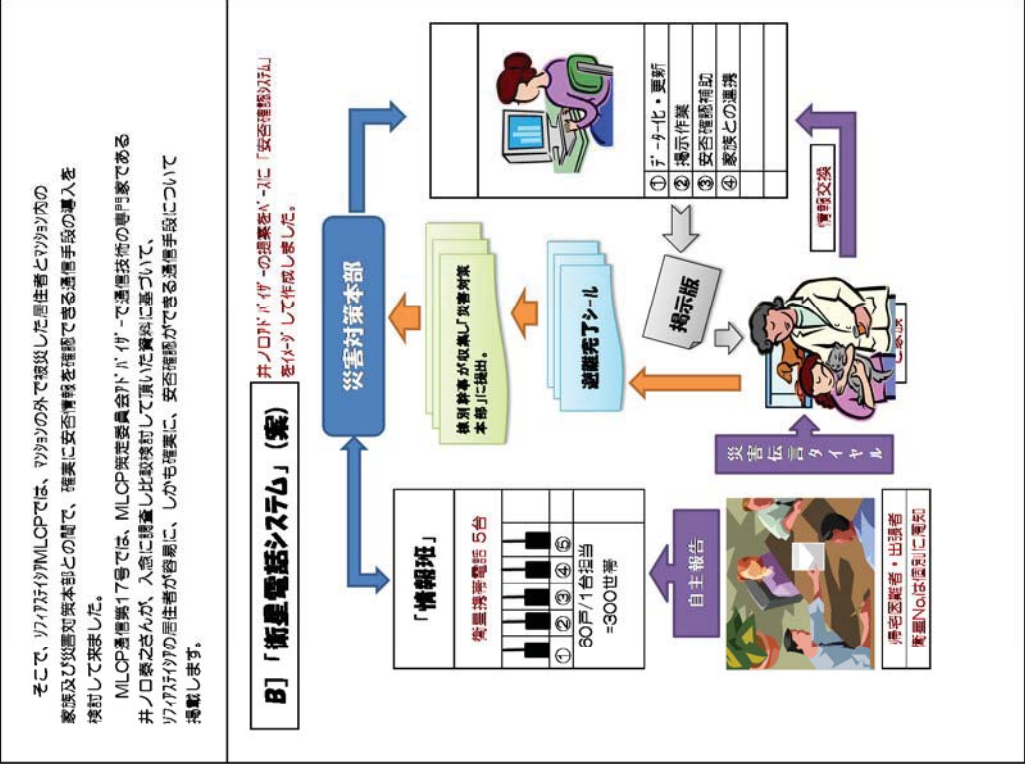 そこで、ﾘﾌｨｱｽﾃｲﾀｱMLCPでは、ﾏﾝｼｮﾝの外で被災した居住者とﾏﾝｼｮﾝ内の
家族及び災害対策本部との間で、確実に安否情報を確認できる通信手段の導入を
検討して来ました。
MLCP通信第17号では、MLCP策定委員会ｱﾄﾞﾊﾞｲｻﾞｰで通信技術の専門家である
井ノ口泰之さんが、入念に調査し比較検討して頂いた資料に基づいて、
ﾘﾌｨｱｽﾃｲﾀｱの居住者が容易に、しかも確実に、安否確認ができる通信手段について
掲載します。
B]「衛星電話システム」(案)
井ノ口ｱﾄﾞﾊﾞｲｻﾞｰの提案をﾍﾞｰｽに「安否確認ｼｽﾃﾑ」
をｲﾒｰｼﾞして作成しました。
災害対策本部
「情報班」
衛星携帯電話 5台
① ② ③ ④ ⑤
60戸/1台担当
=300世帯
棟別幹事が収集し「災害対策
本部」に提出。
避難完了シール
掲示版
① ﾃﾞｰﾀｰ化・更新
② 掲示作業
③ 安否確認補助
④ 家族との連携
自主報告
災害伝言
ダイヤル
情報交換
帰宅困難者・出張者
衛星No.は個別に周知